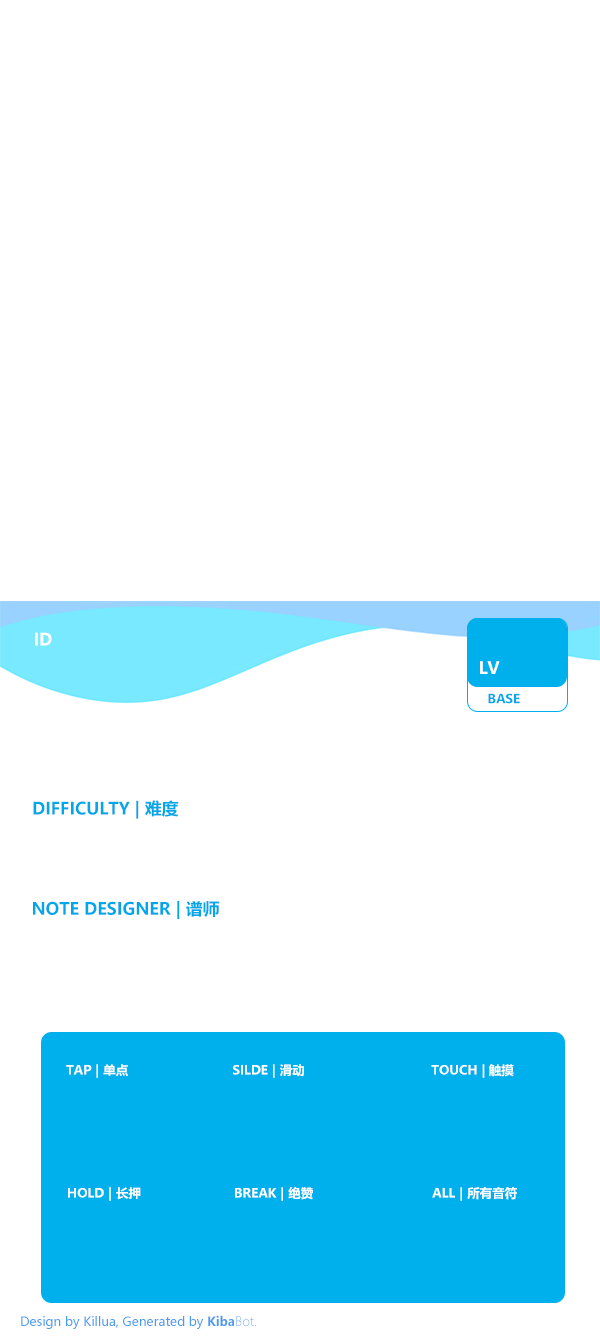 ID
LV
BASE
DIFFICULTY | 难度
NOTE DESIGNER | 谱师
TAP | 单点 SILDE | 滑动 TOUCH | 触摸
HOLD | 长押 BREAK | 绝赞 ALL | 所有音符
Design by Killua, Generated by KibaBot.